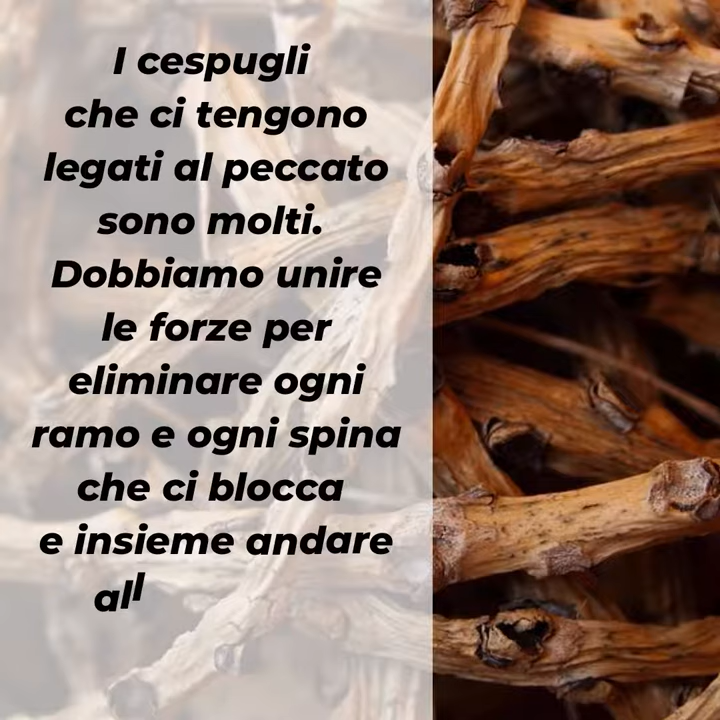 I cespugli
che ci tengono
legati al peccato
sono molti.
Dobbiamo unire
le forze per
eliminare ogni
ramo e ogni spina
che ci blocca
e insieme andare
all